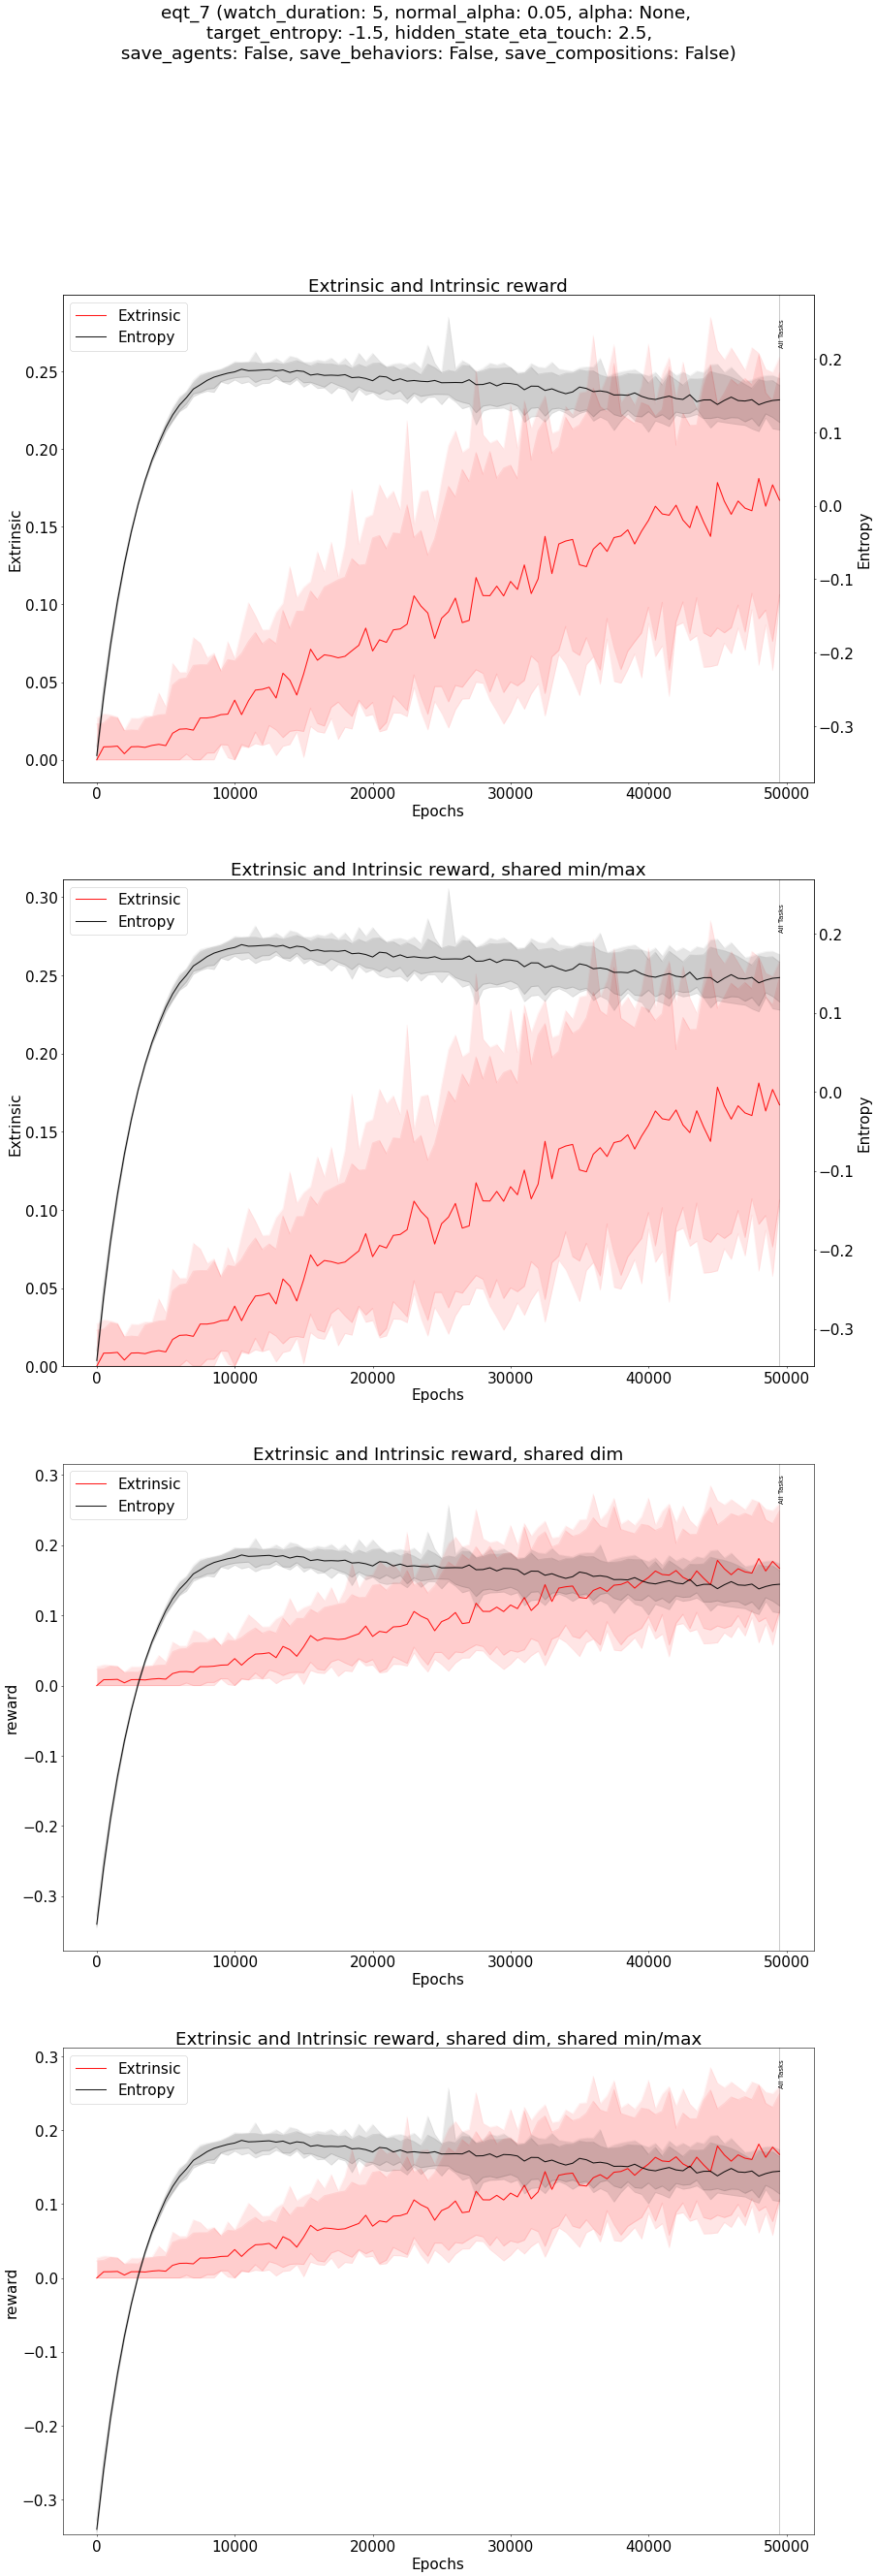 eqt_7 (watch_duration: 5, normal_alpha: 0.05, alpha: None,
target_entropy: -1.5, hidden_state_eta_touch: 2.5,
save_agents: False, save_behaviors: False, save_compositions: False)
Extrinsic and Intrinsic reward
Extrinsic
Entropy
All Tasks
0.25
0.20
0.15
0.10
0.05
0.00
Extrinsic
0.2
0.1
0.0
−0.1
−0.2
−0.3
Entropy
0 10000 20000 30000 40000 50000
Epochs
Extrinsic and Intrinsic reward, shared min/max
Extrinsic
Entropy
All Tasks
0.30
0.25
0.20
0.15
0.10
0.05
0.00
Extrinsic
0.2
0.1
0.0
−0.1
−0.2
−0.3
Entropy
0 10000 20000 30000 40000 50000
Epochs
Extrinsic and Intrinsic reward, shared dim
Extrinsic
Entropy
All Tasks
0.3
0.2
0.1
0.0
−0.1
−0.2
−0.3
reward
0 10000 20000 30000 40000 50000
Epochs
Extrinsic and Intrinsic reward, shared dim, shared min/max
Extrinsic
Entropy
All Tasks
0.3
0.2
0.1
0.0
−0.1
−0.2
−0.3
reward
0 10000 20000 30000 40000 50000
Epochs